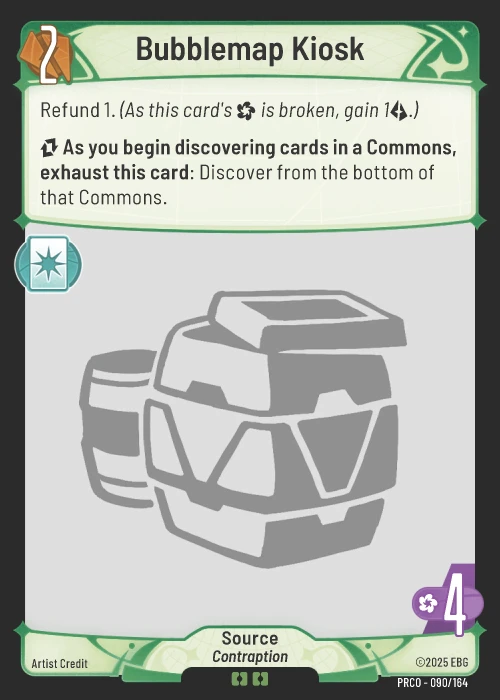 2
Bubblemap Kiosk
Refund 1. (As this card's is broken, gain 1.)
As you begin discovering cards in a Commons,
exhaust this card: Discover from the bottom of
that Commons.
4
Source
Contraption
Artist Credit
©2025 EBG
PRCO - 090/164